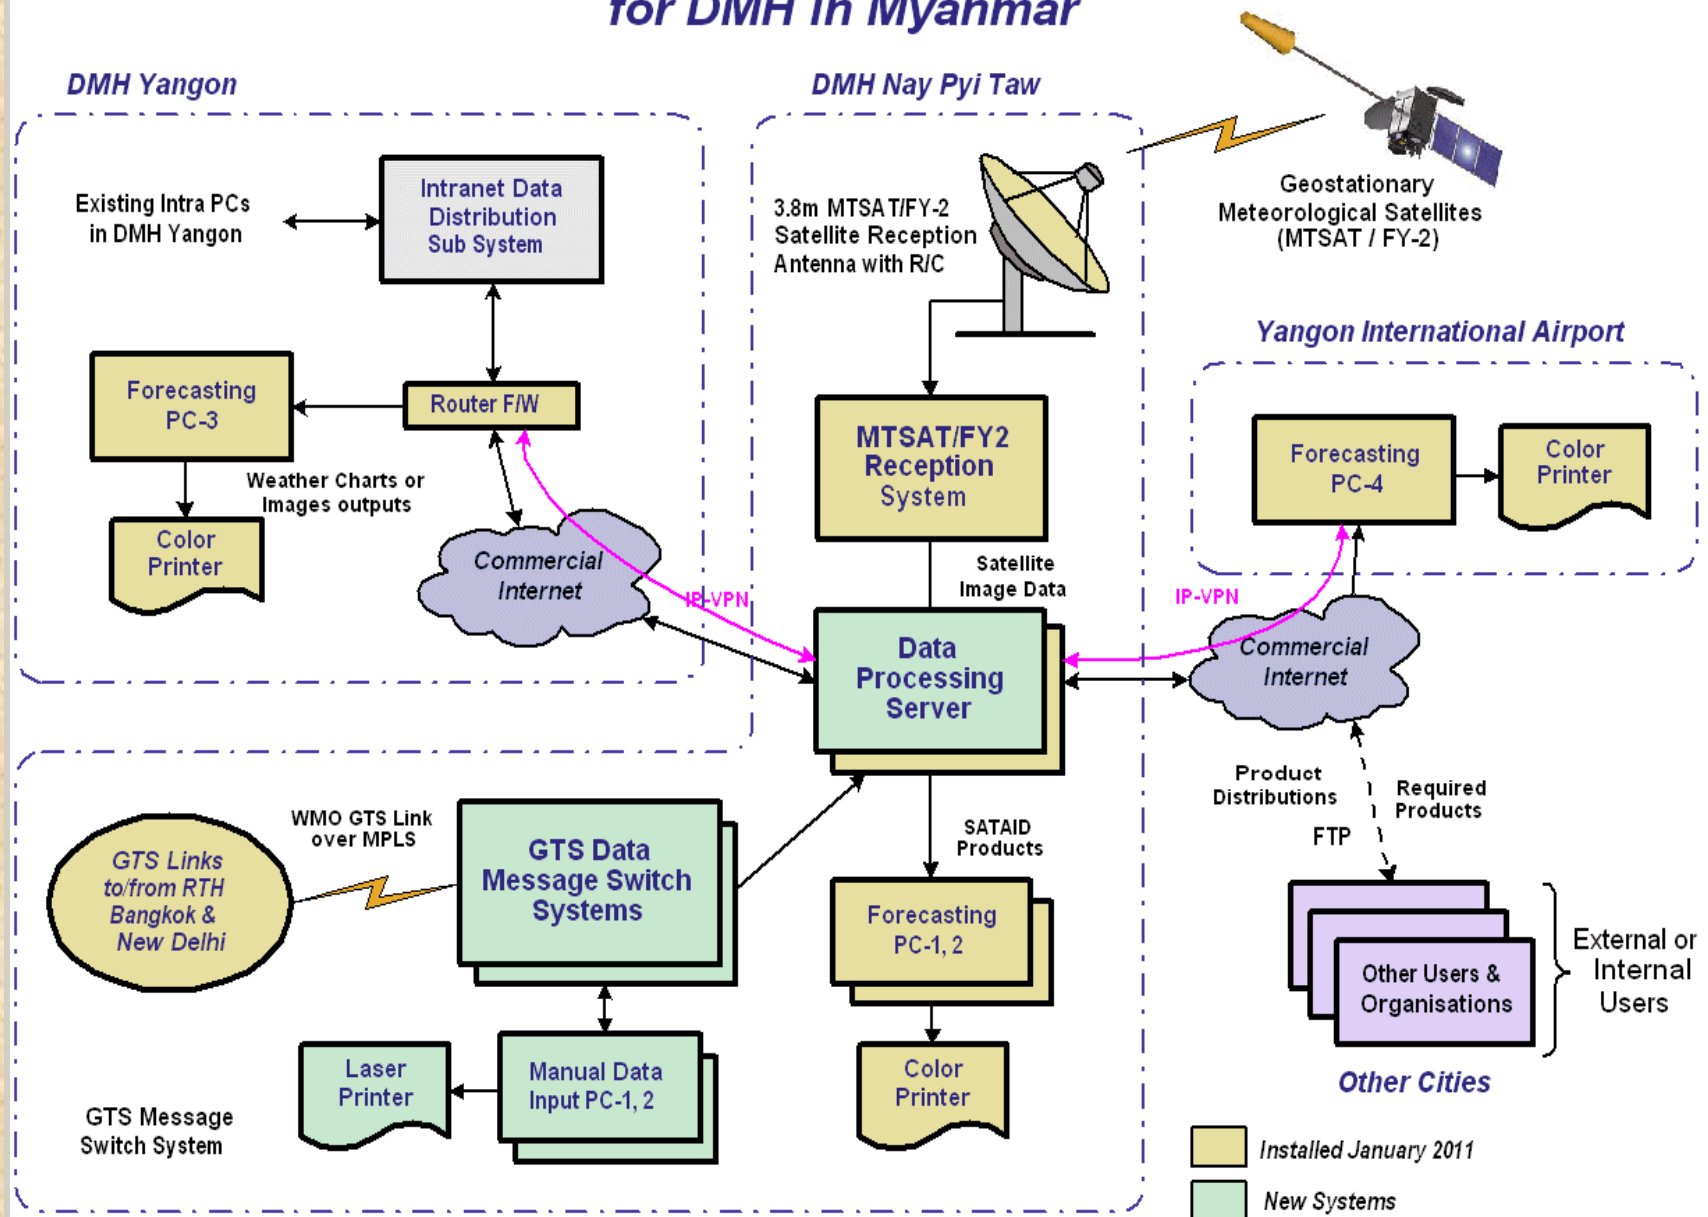 for DMH in Myanmar
DMH Yangon
DMH Nay Pyi Taw
Existing Intra PCs
in DMH Yangon
Intranet Data
Distribution
Sub System
3.8m MTSAT/FY-2
Satellite Reception
Antenna with R/C
Geostationary
Meteorological Satellites
(MTSAT / FY-2)
Yangon International Airport
Forecasting
PC-3
Router F/W
Weather Charts or
Images outputs
Color
Printer
Commercial
Internet
IP-VPN
MTSAT/FY2
Reception
System
Satellite
Image Data
Forecasting
PC-4
Color
Printer
IP-VPN
Commercial
Internet
Data
Processing
Server
Product
Distributions
Required
Products
FTP
GTS Links
to/from RTH
Bangkok &
New Delhi
WMO GTS Link
over MPLS
GTS Data
Message Switch
Systems
SATAID
Products
Forecasting
PC-1, 2
Other Users &
Organisations
External or
Internal
Users
Laser
Printer
Manual Data
Input PC-1, 2
Color
Printer
Other Cities
GTS Message
Switch System
Installed January 2011
New Systems